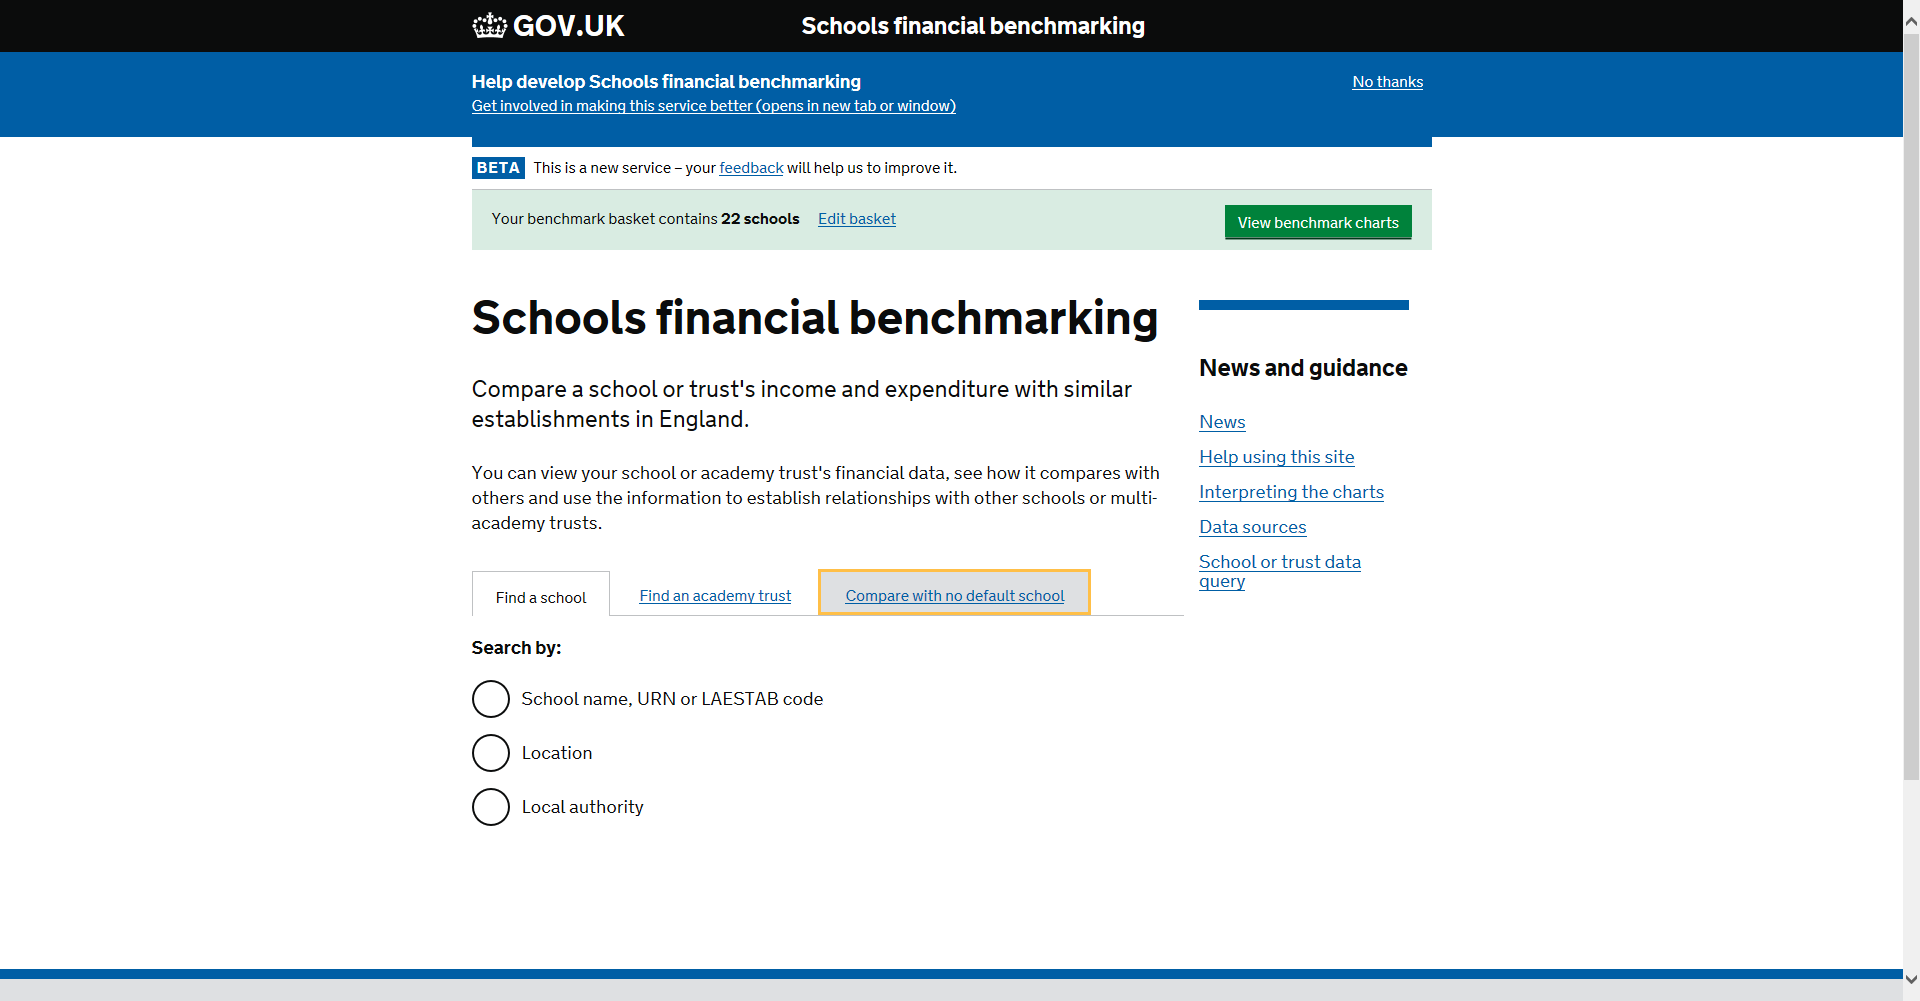 GOV.UK
Schools financial benchmarking
Help develop Schools financial benchmarking
No thanks
Get involved in making this service better (opens in new tab or window)
BETA This is a new service – your feedback will help us to improve it.
Your benchmark basket contains 22 schools Edit basket
View benchmark charts
Schools financial benchmarking
Compare a school or trust's income and expenditure with similar
establishments in England.
You can view your school or academy trust's financial data, see how it compares with
others and use the information to establish relationships with other schools or multi-
academy trusts.
Find a school
Find an academy trust
Compare with no default school
Search by:
School name, URN or LAESTAB code
Location
Local authority
News and guidance
News
Help using this site
Interpreting the charts
Data sources
School or trust data
query